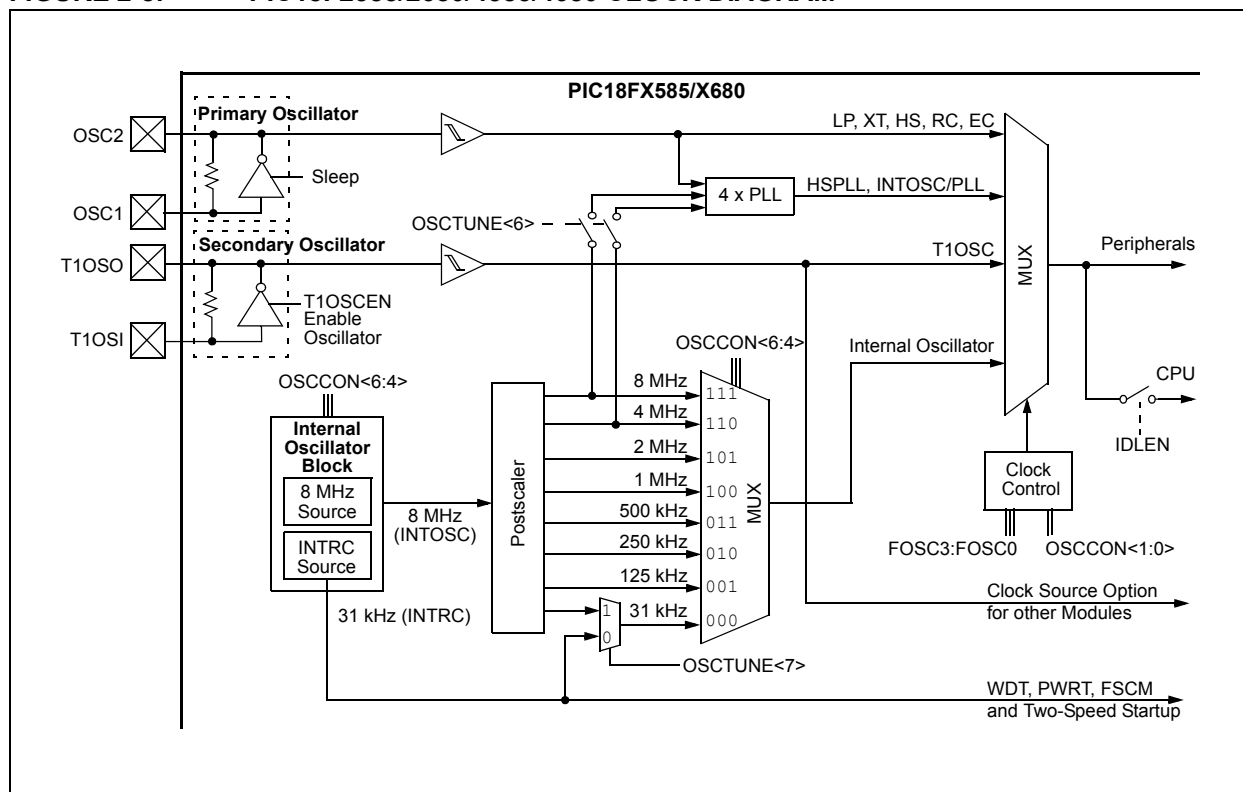 PIC18FX585/X680
Primary Oscillator
OSC2
LP, XT, HS, RC, EC
Sleep
4 x PLL
HSPLL, INTOSC/PLL
OSC1
OSCTUNE<6>
Secondary Oscillator
T1OSO
T1OSC
MUX
Peripherals
T1OSCEN
Enable
Oscillator
T1OSI
OSCCON<6:4>
Internal Oscillator
OSCCON<6:4>
CPU
IDLEN
Internal
Oscillator
Block
8 MHz
Source
INTRC
Source
8 MHz
(INTOSC)
31 kHz (INTRC)
Postscaler
8 MHz
111
4 MHz
110
2 MHz
101
1 MHz
100
500 kHz
011
250 kHz
010
125 kHz
001
1
0
31 kHz
000
MUX
OSCTUNE<7>
Clock
Control
FOSC3:FOSC0
OSCCON<1:0>
Clock Source Option
for other Modules
WDT, PWRT, FSCM
and Two-Speed Startup